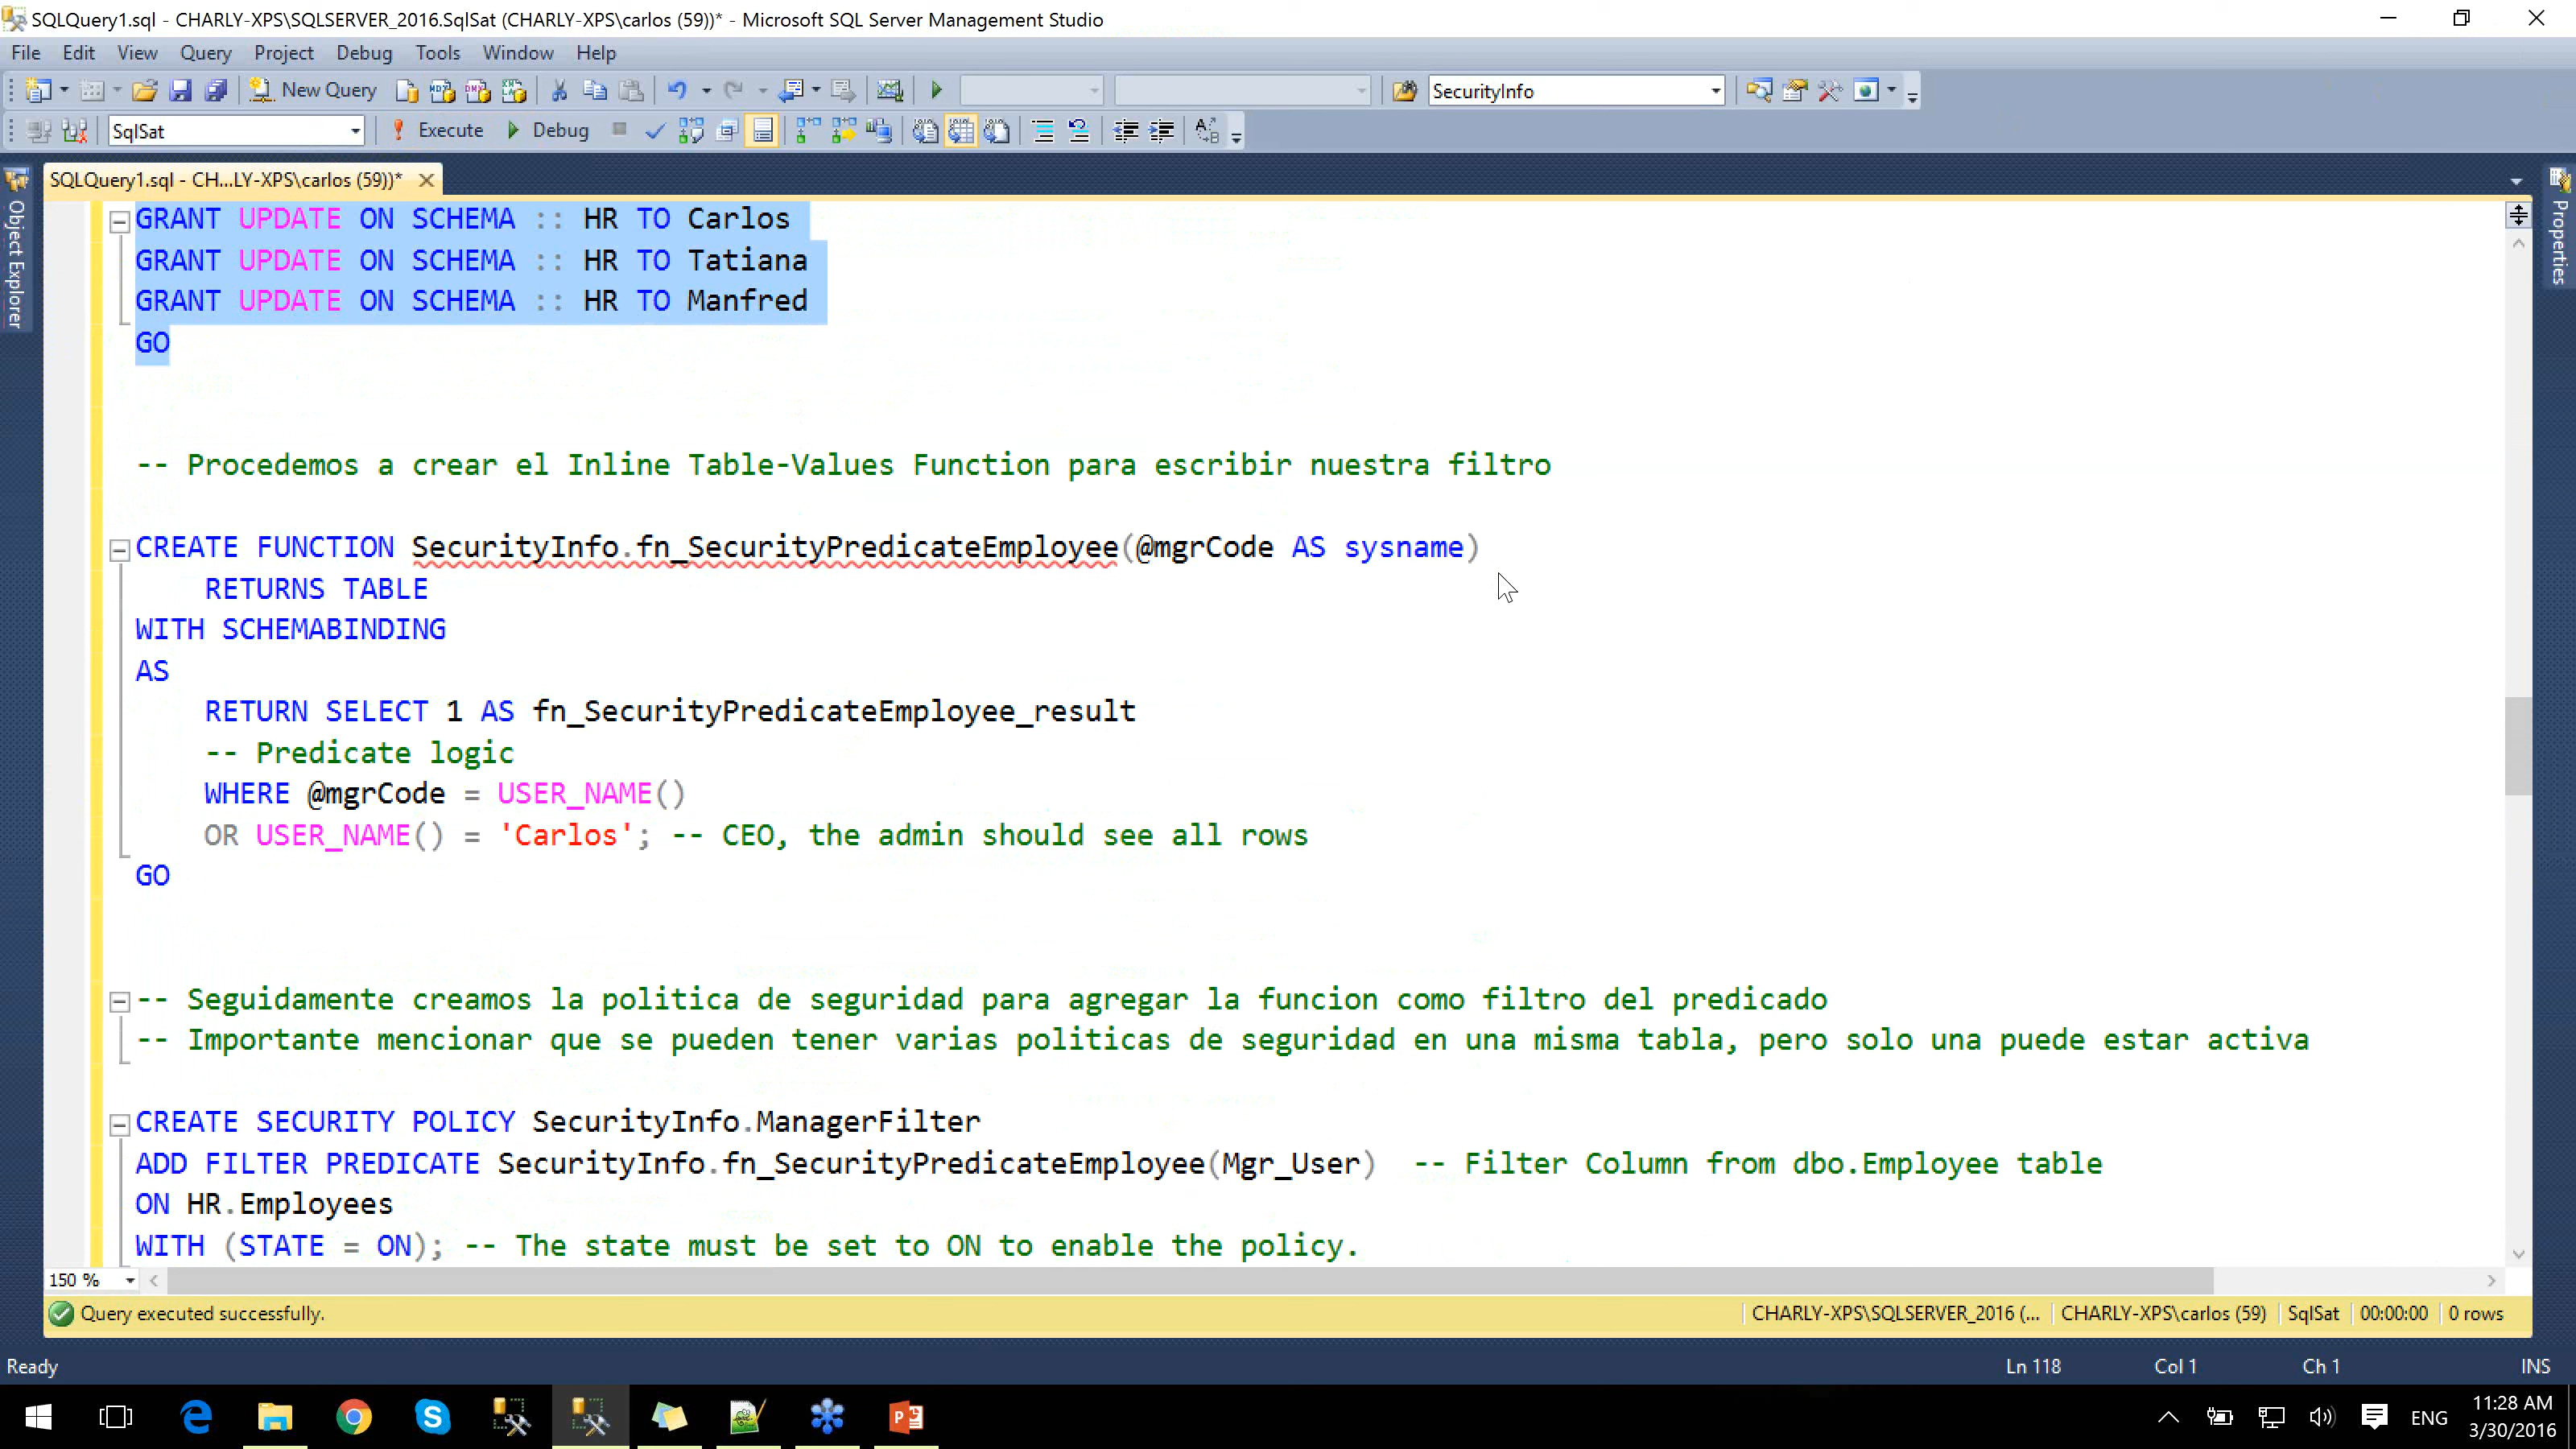 SQLQuery1.sql - CHARLY-XPS\SQLSERVER_2016.SqlSat (CHARLY-XPS\carlos (59))* - Microsoft SQL Server Management Studio
File Edit View Query Project Debug Tools Window Help
New Query SecurityInfo
SqlSat Execute Debug
SQLQuery1.sql - CH...LY-XPS\carlos (59))*
Object Explorer
Properties
GRANT UPDATE ON SCHEMA :: HR TO Carlos
GRANT UPDATE ON SCHEMA :: HR TO Tatiana
GRANT UPDATE ON SCHEMA :: HR TO Manfred
GO
-- Procedemos a crear el Inline Table-Values Function para escribir nuestra filtro
CREATE FUNCTION SecurityInfo.fn_SecurityPredicateEmployee(@mgrCode AS sysname)
RETURNS TABLE
WITH SCHEMABINDING
AS
RETURN SELECT 1 AS fn_SecurityPredicateEmployee_result
-- Predicate logic
WHERE @mgrCode = USER_NAME()
OR USER_NAME() = 'Carlos'; -- CEO, the admin should see all rows
GO
-- Seguidamente creamos la politica de seguridad para agregar la funcion como filtro del predicado
-- Importante mencionar que se pueden tener varias politicas de seguridad en una misma tabla, pero solo una puede estar activa
CREATE SECURITY POLICY SecurityInfo.ManagerFilter
ADD FILTER PREDICATE SecurityInfo.fn_SecurityPredicateEmployee(Mgr_User) -- Filter Column from dbo.Employee table
ON HR.Employees
WITH (STATE = ON); -- The state must be set to ON to enable the policy.
150 %
Query executed successfully. CHARLY-XPS\SQLSERVER_2016 (... CHARLY-XPS\carlos (59) SqlSat 00:00:00 0 rows
Ready Ln 118 Col 1 Ch 1 INS
ENG 11:28 AM
3/30/2016